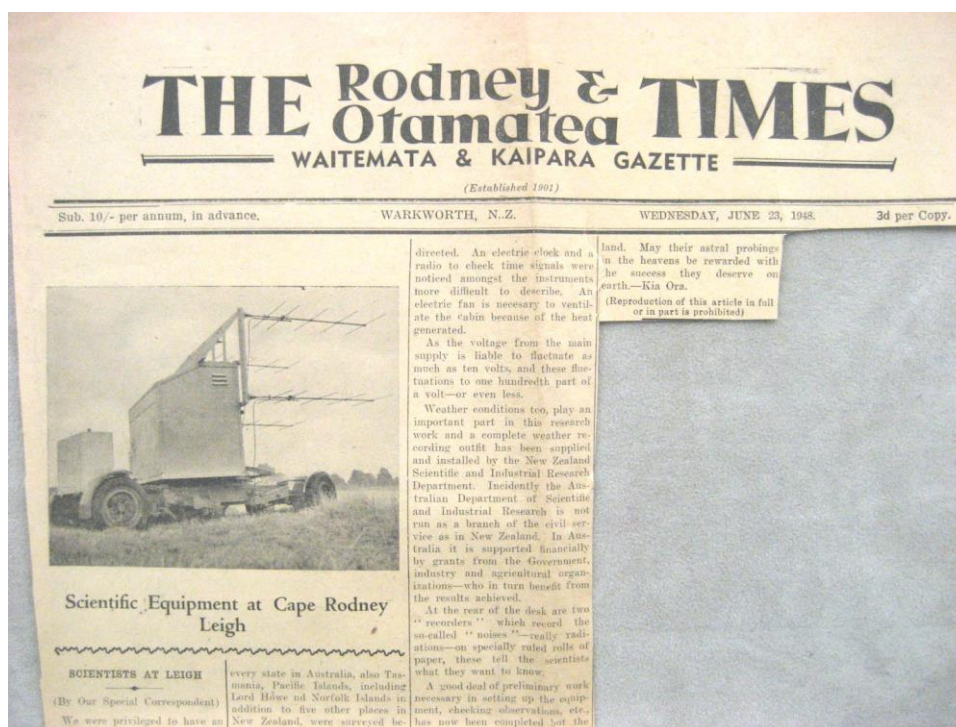 THE Rodney & Otamatea TIMES
WAITEMATA & KAIPARA GAZETTE
(Established 1901)
Sub. 10/- per annum, in advance. WARKWORTH, N.Z. WEDNESDAY, JUNE 23, 1948. 3d per Copy.
Scientific Equipment at Cape Rodney
Leigh
SCIENTISTS AT LEIGH
(By Our Special Correspondent)
We were privileged to have an
every state in Australia, also Tas-
mania, Pacific Islands, including
Lord Howe nd Norfolk Islands in
addition to five other places in
New Zealand, were surveyed be-
directed. An electric clock and a
radio to check time signals were
noticed amongst the instruments
more difficult to describe. An
electric fan is necesary to ventil-
ate the cabin because of the heat
generated.
As the voltage from the main
supply is liable to fluctuate as
much as ten volts, and these fluc-
tuations to one hundredth part of
a volt—or even less.
Weather conditions too, play an
important part in this research
work and a complete weather re-
cording outfit has been supplied
and installed by the New Zealand
Scientific and Industrial Research
Department. Incidently the Aus-
tralian Department of Scientific
and Industrial Research is not
run as a branch of the civil ser-
vice as in New Zealand. In Aus-
tralia it is supported financially
by grants from the Government,
industry and agricultural organ-
izations—who in turn benefit from
the results achieved.
At the rear of the desk are two
"recorders" which record the
so-called "noises"—really radi-
ations—on specially ruled rolls of
paper, these tell the scientists
what they want to know.
A good deal of preliminary work
necessary in setting up the equip-
ment, checking observations, etc.,
has now been completed but the
land. May their astral probings
in the heavens be rewarded with
he success they deserve on
earth.—Kia Ora.
(Reproduction of this article in full
or in part is prohibited)